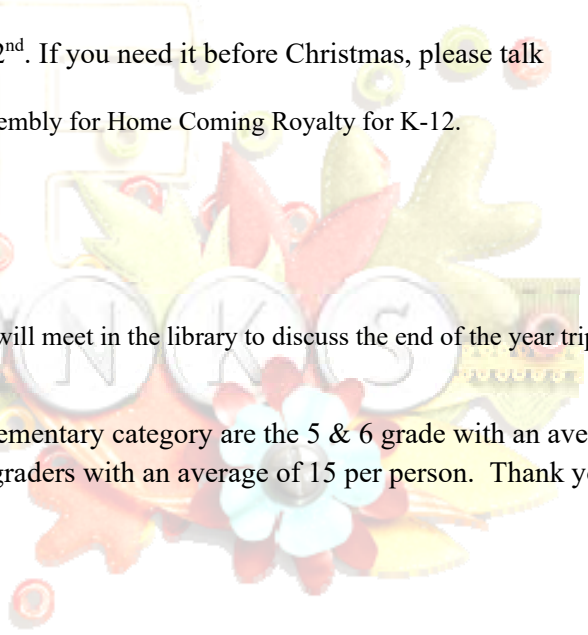 2nd. If you need it before Christmas, please talk
embly for Home Coming Royalty for K-12.
N K S
will meet in the library to discuss the end of the year trip
ementary category are the 5 & 6 grade with an ave
graders with an average of 15 per person. Thank yo